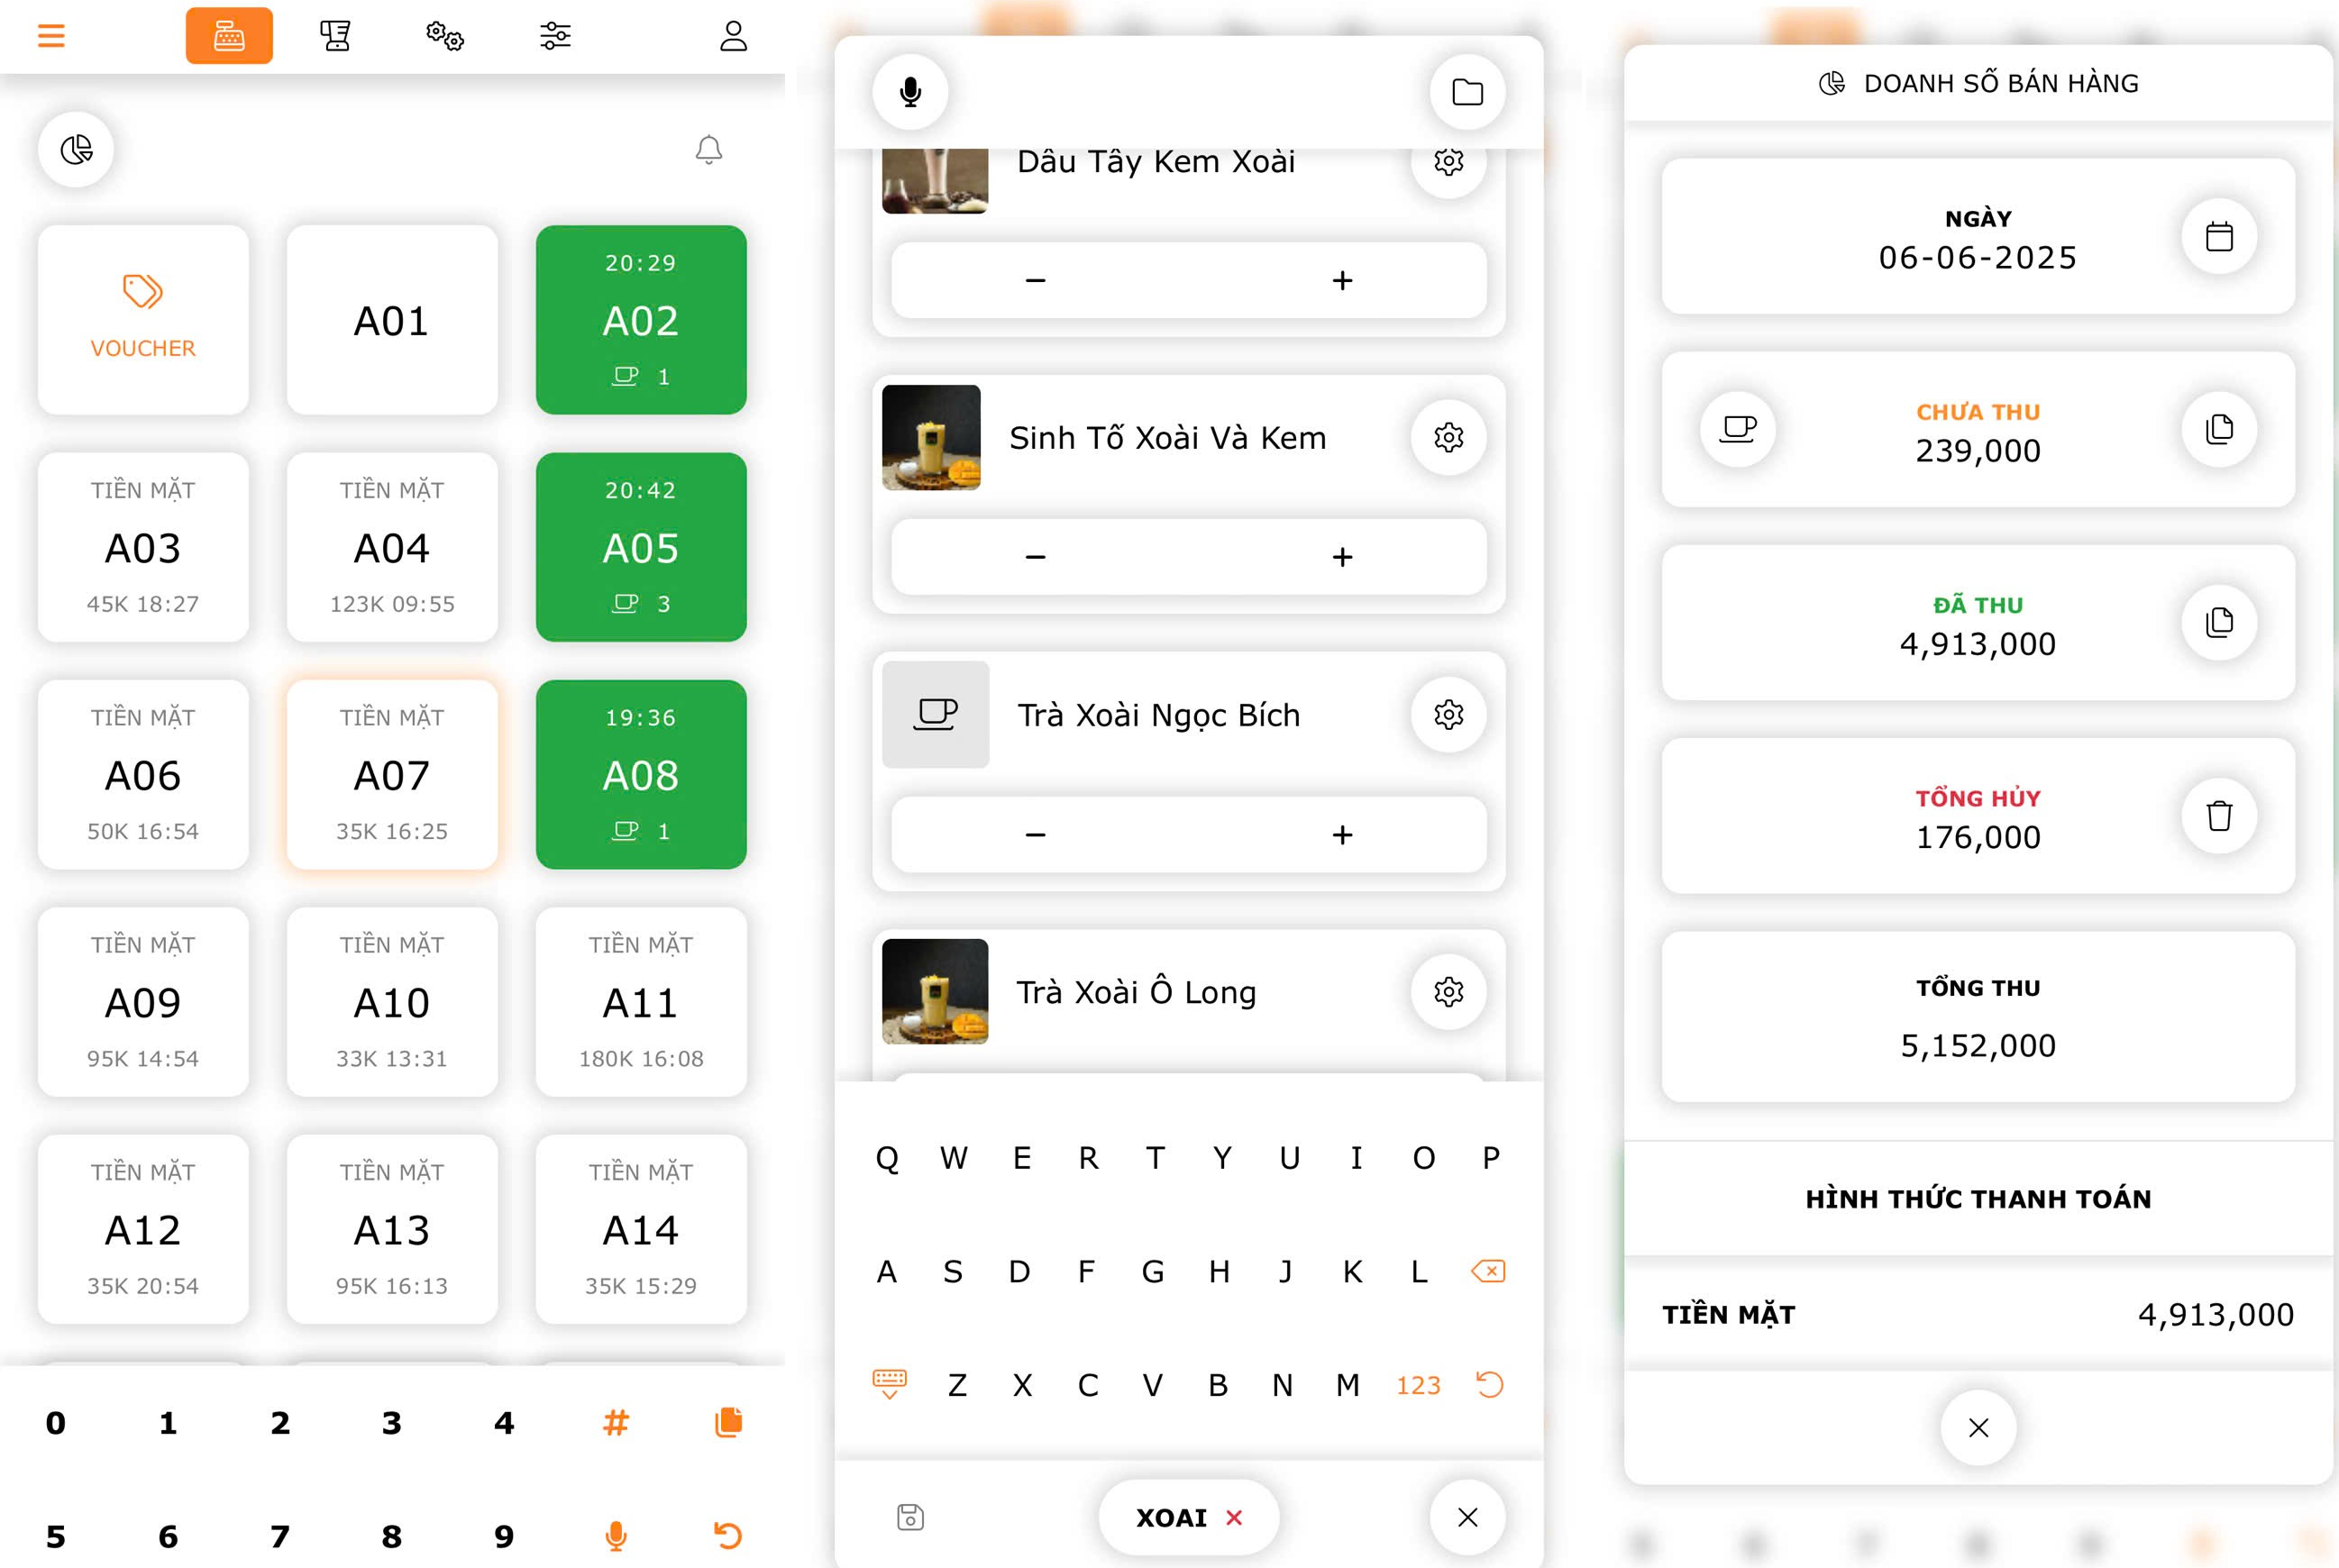 VOUCHER
A01
20:29
A02
1
TIỀN MẶT
A03
45K 18:27
TIỀN MẶT
A04
123K 09:55
20:42
A05
3
TIỀN MẶT
A06
50K 16:54
TIỀN MẶT
A07
35K 16:25
19:36
A08
1
TIỀN MẶT
A09
95K 14:54
TIỀN MẶT
A10
33K 13:31
TIỀN MẶT
A11
180K 16:08
TIỀN MẶT
A12
35K 20:54
TIỀN MẶT
A13
95K 16:13
TIỀN MẶT
A14
35K 15:29
0 1 2 3 4 #
5 6 7 8 9
Dâu Tây Kem Xoài
− +
Sinh Tố Xoài Và Kem
− +
Trà Xoài Ngọc Bích
− +
Trà Xoài Ô Long
Q W E R T Y U I O P
A S D F G H J K L
Z X C V B N M 123
XOAI ×
DOANH SỐ BÁN HÀNG
NGÀY
06-06-2025
CHƯA THU
239,000
ĐÃ THU
4,913,000
TỔNG HỦY
176,000
TỔNG THU
5,152,000
HÌNH THỨC THANH TOÁN
TIỀN MẶT 4,913,000